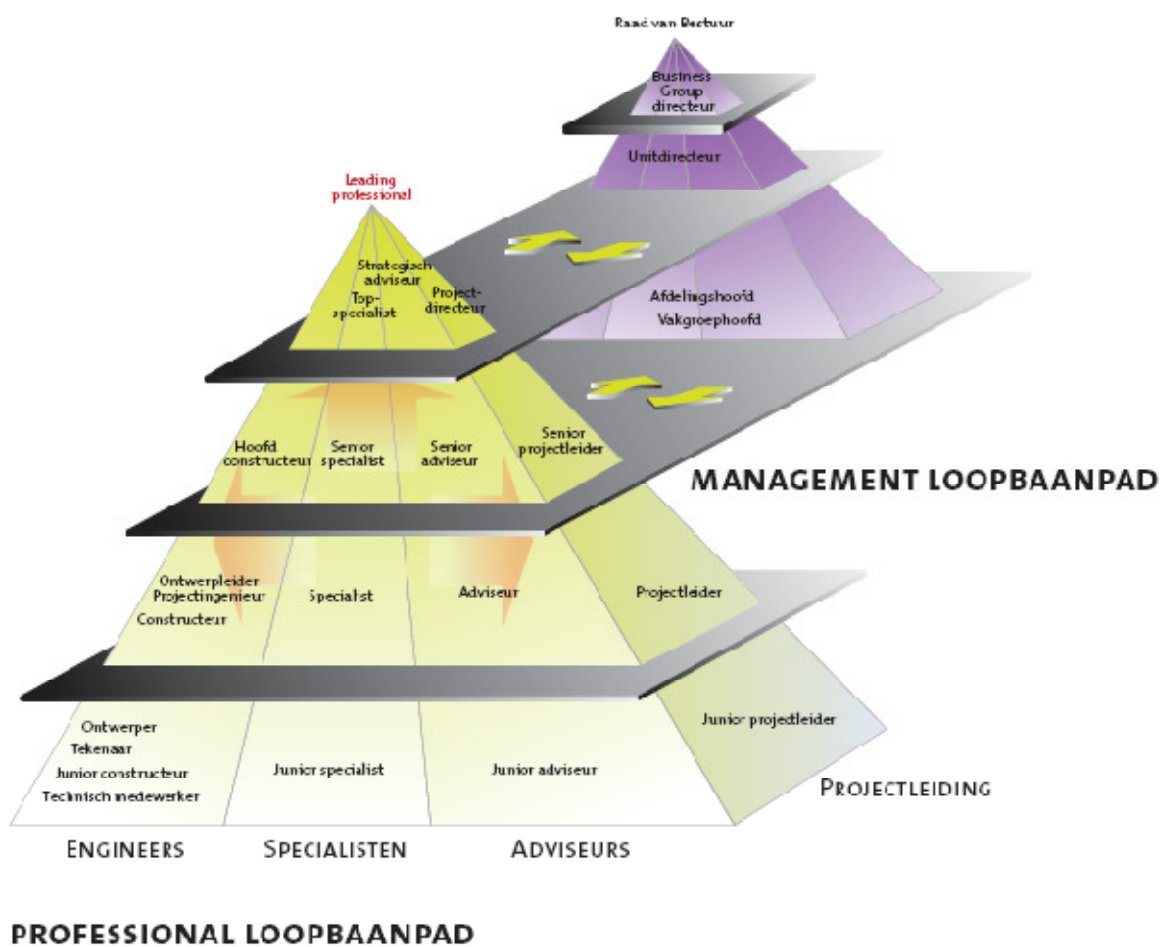 Raad van Bestuur
Business
Group
directeur
Unitdirecteur
Leading
professional
Strategisch
adviseur
Top-
specialist
Project-
directeur
Afdelingshoofd
Vakgroephoofd
Hoofd
constructeur
Senior
specialist
Senior
adviseur
Senior
projectleider
MANAGEMENT LOOPBAANPAD
Ontwerpleider
Projectingenieur
Constructeur
Specialist
Adviseur
Projectleider
Ontwerper
Tekenaar
Junior constructeur
Technisch medewerker
Junior specialist
Junior adviseur
Junior projectleider
PROJECTLEIDING
ENGINEERS
SPECIALISTEN
ADVISEURS
PROFESSIONAL LOOPBAANPAD